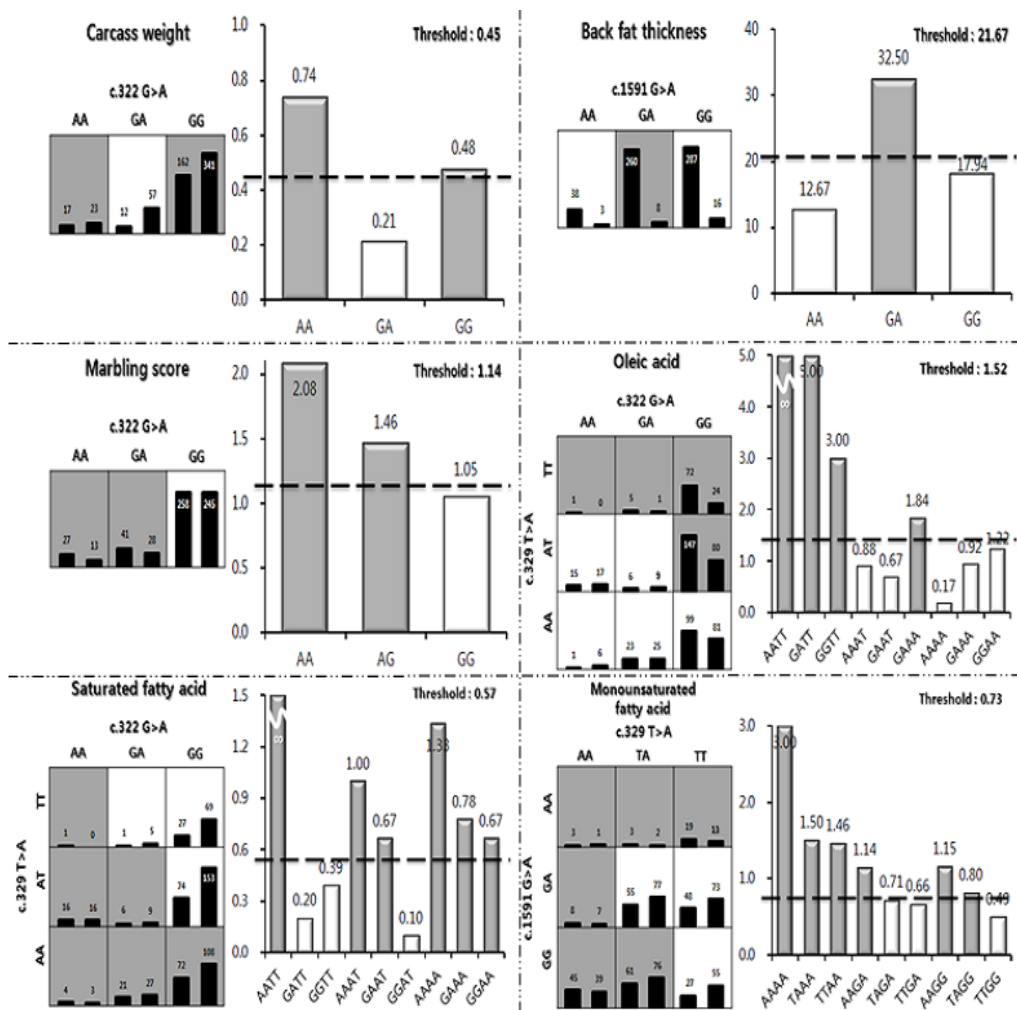 Carcass weight
Threshold : 0.45
c.322 G>A
AA GA GG
17 23 12 57 162 341
1.0
0.8
0.6
0.4
0.2
0.0
0.74
0.21
0.48
AA GA GG
Back fat thickness
Threshold : 21.67
c.1591 G>A
AA GA GG
38 3 260 8 287 16
40
30
20
10
0
12.67
32.50
17.94
AA GA GG
Marbling score
Threshold : 1.14
c.322 G>A
AA GA GG
27 13 41 28 258 245
2.0
1.5
1.0
0.5
0.0
2.08
1.46
1.05
AA AG GG
Oleic acid
Threshold : 1.52
c.322 G>A
AA GA GG
c.329 T>A
TT
1 0 5 1 72 24
AT
15 17 6 9 147 80
AA
1 6 23 25 99 81
5.0
4.0
3.0
2.0
1.0
0.0
∞
5.00
3.00
0.88
0.67
1.84
0.17
0.92
1.22
AATT GATT GGTT AAAT GAAT GAAA AAAA GAAA GGAA
Saturated fatty acid
Threshold : 0.57
c.322 G>A
AA GA GG
c.329 T>A
TT
1 0 1 5 27 69
AT
16 16 6 9 74 153
AA
4 3 21 27 72 108
1.5
1.2
0.9
0.6
0.3
0.0
∞
0.20
0.39
1.00
0.67
0.10
1.33
0.78
0.67
AATT GATT GGTT AAAT GAAT GGAT AAAA GAAA GGAA
Monounsaturated
fatty acid
Threshold : 0.73
c.329 T>A
AA TA TT
c.1591 G>A
AA
3 1 3 2 19 13
GA
8 7 55 77 48 73
GG
45 39 61 76 27 55
3.0
2.0
1.0
0.0
3.00
1.50
1.46
1.14
0.71
0.66
1.15
0.80
0.49
AAAA TAAA TTAA AAGA TAGA TTGA AAGG TAGG TTGG